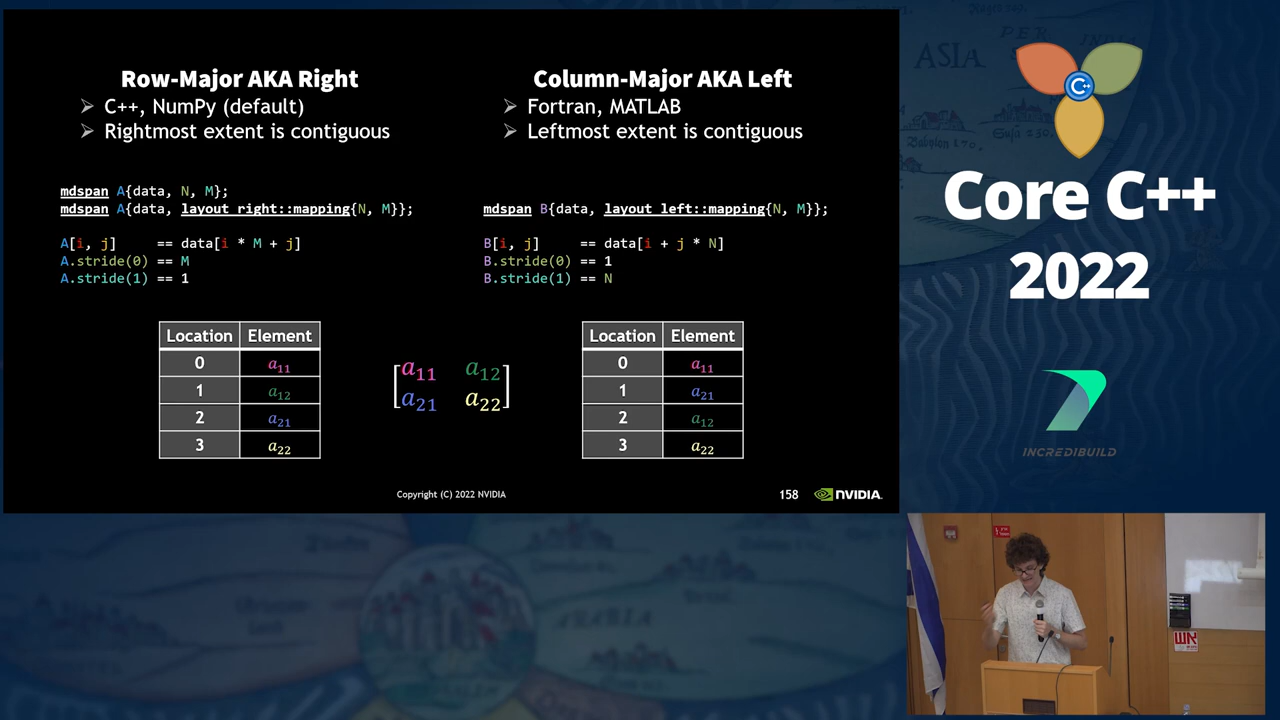 Row-Major AKA Right
➢ C++, NumPy (default)
➢ Rightmost extent is contiguous
mdspan A{data, N, M};
mdspan A{data, layout_right::mapping{N, M}};
A[i, j] == data[i * M + j]
A.stride(0) == M
A.stride(1) == 1
Location Element
0 a11
1 a12
2 a21
3 a22
a11 a12
a21 a22
Column-Major AKA Left
➢ Fortran, MATLAB
➢ Leftmost extent is contiguous
mdspan B{data, layout_left::mapping{N, M}};
B[i, j] == data[i + j * N]
B.stride(0) == 1
B.stride(1) == N
Location Element
0 a11
1 a21
2 a12
3 a22
Copyright (C) 2022 NVIDIA
158
NVIDIA.
ASIA
C++
Core C++
2022
INCREDIBUILD
אש